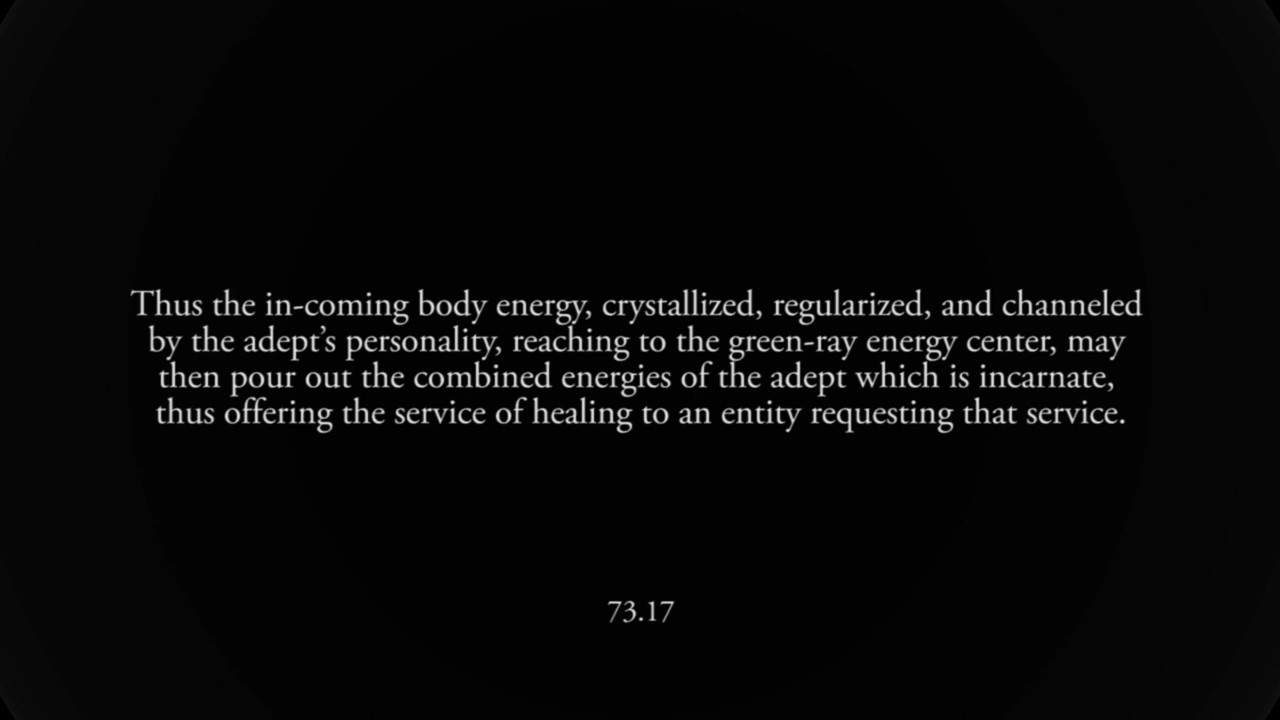 Thus the in-coming body energy, crystallized, regularized, and channeled
by the adept’s personality, reaching to the green-ray energy center, may
then pour out the combined energies of the adept which is incarnate,
thus offering the service of healing to an entity requesting that service.
73.17